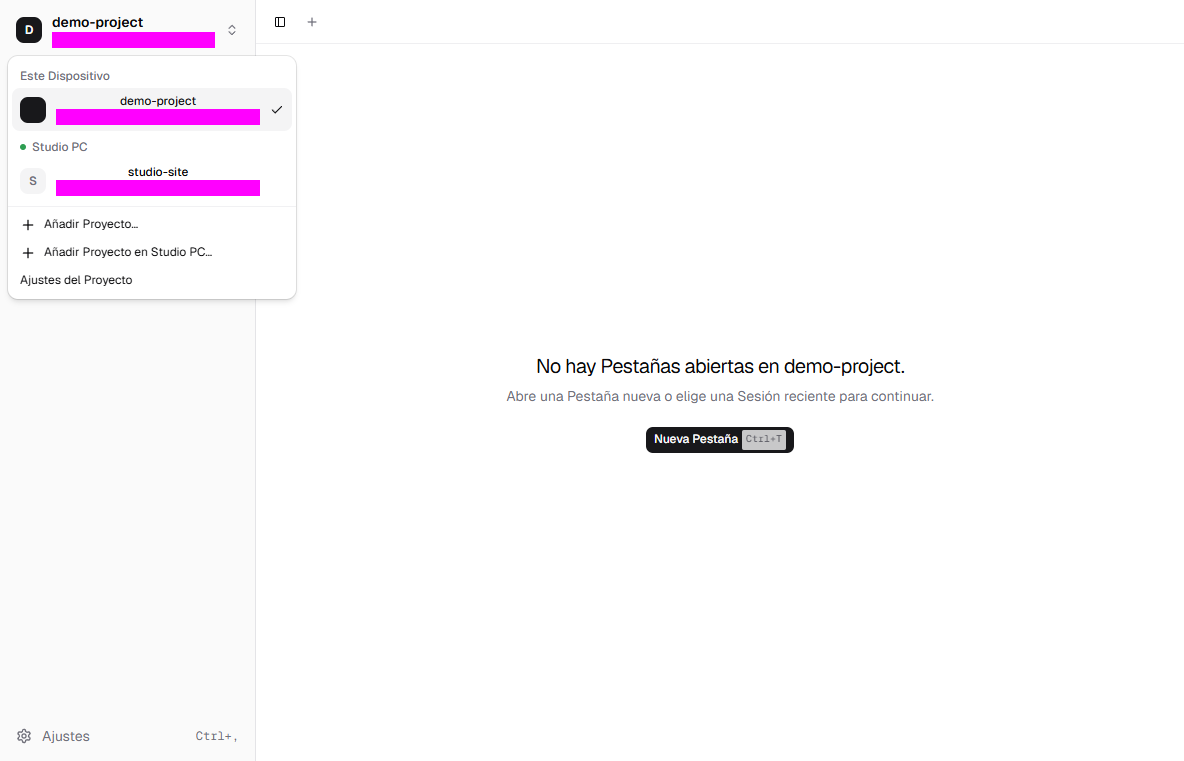 D
demo-project
Este Dispositivo
demo-project
Studio PC
S
studio-site
Añadir Proyecto…
Añadir Proyecto en Studio PC…
Ajustes del Proyecto
No hay Pestañas abiertas en demo-project.
Abre una Pestaña nueva o elige una Sesión reciente para continuar.
Nueva Pestaña Ctrl+T
Ajustes Ctrl+,